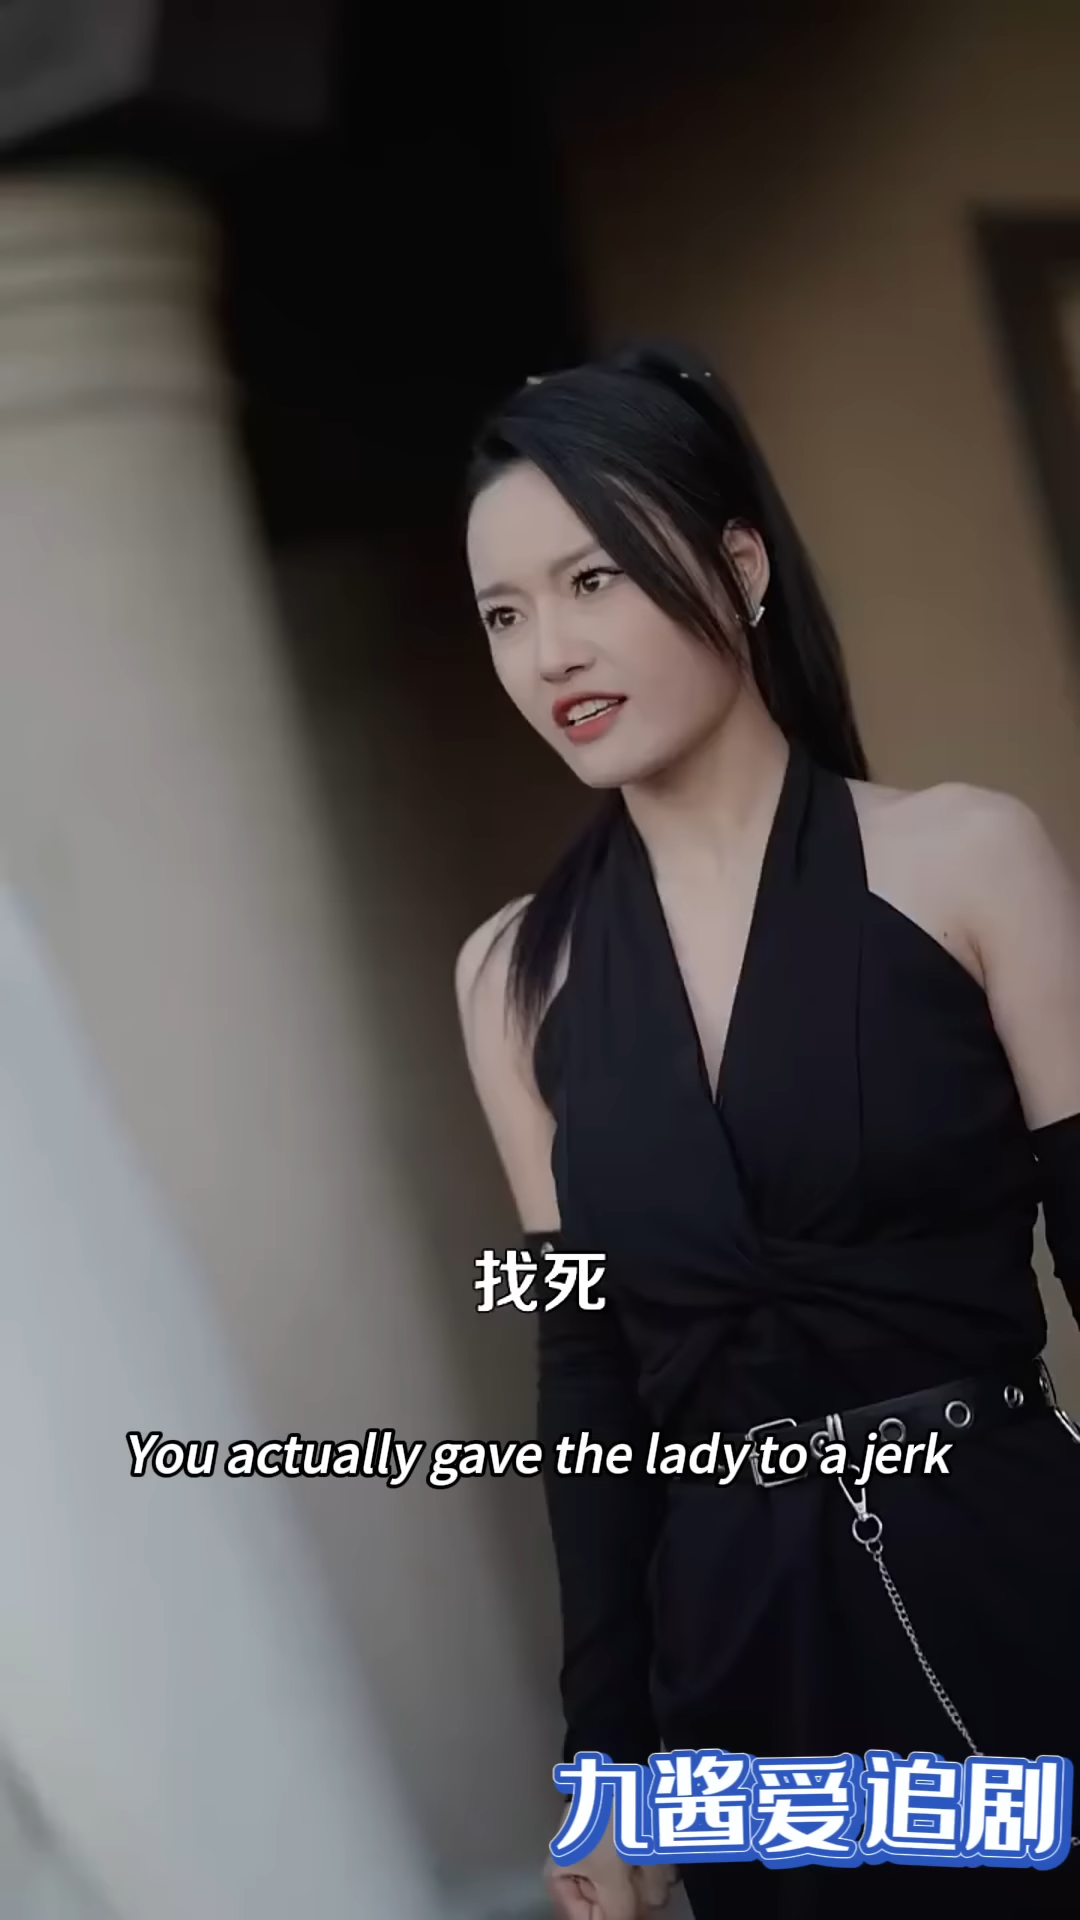 找死
You actually gave the lady to a jerk
九酱爱追剧